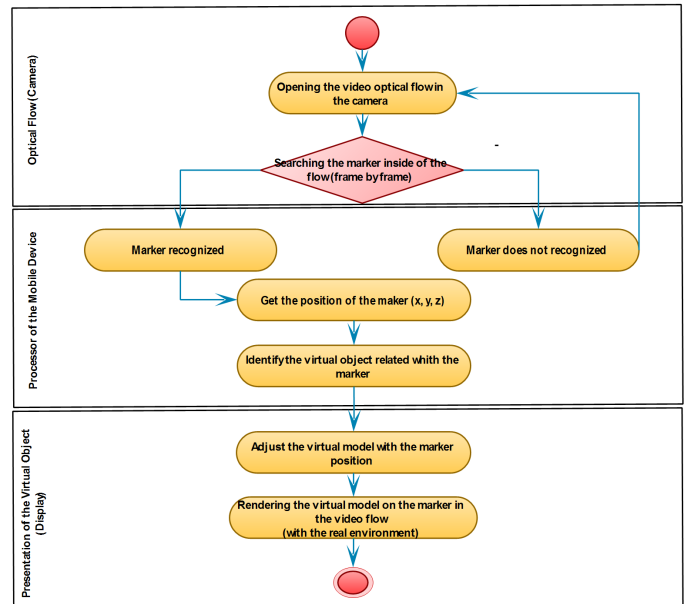 Optical Flow(Camera)
Opening the video optical flowin
the camera
Searching the marker inside of the
flow(frame byframe)
-
Processor of the Mobile Device
Marker recognized
Marker does not recognized
Get the position of the maker (x, y, z)
Identifythe virtual object related whith the
marker
Presentation of the Virtual Object
(Display)
Adjust the virtual model with the marker
position
Rendering the virtual model on the marker in
the video flow
(with the real environment)